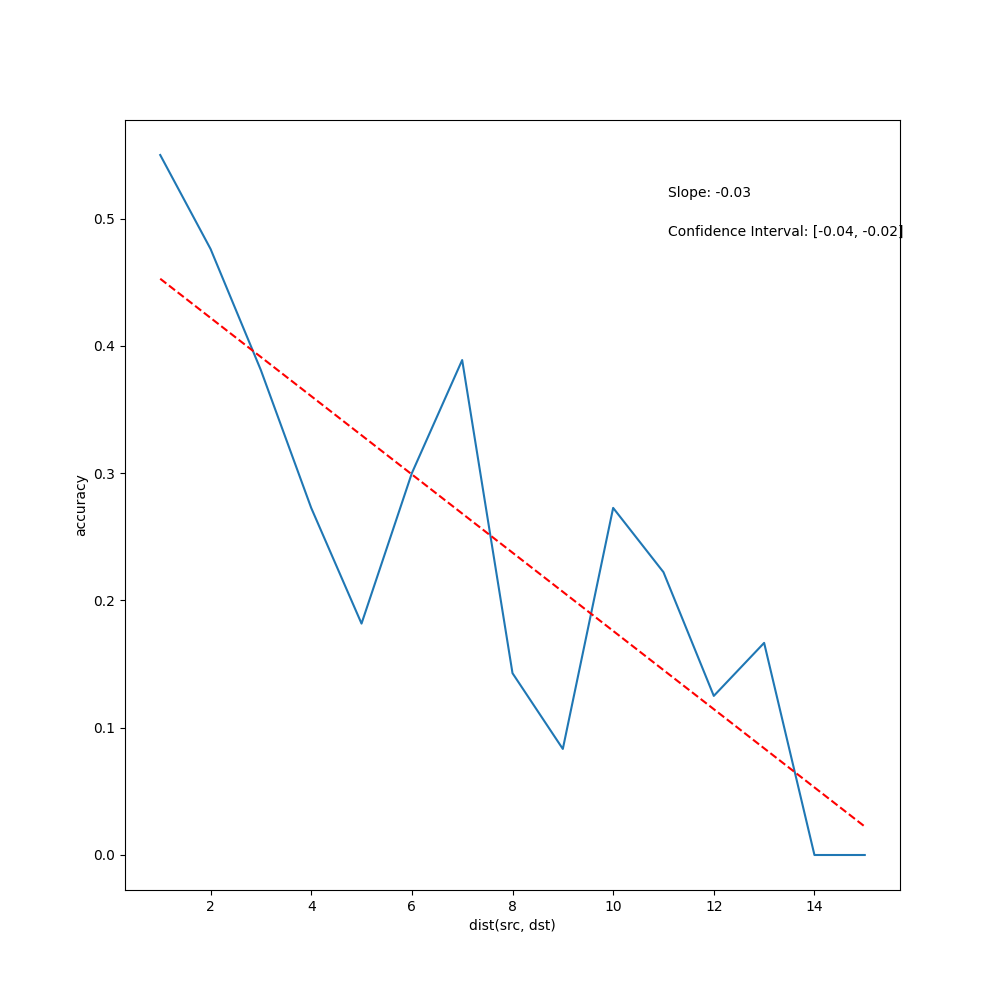 Slope: -0.03
Confidence Interval: [-0.04, -0.02]
0.5
0.4
0.3
0.2
0.1
0.0
accuracy
2 4 6 8 10 12 14
dist(src, dst)